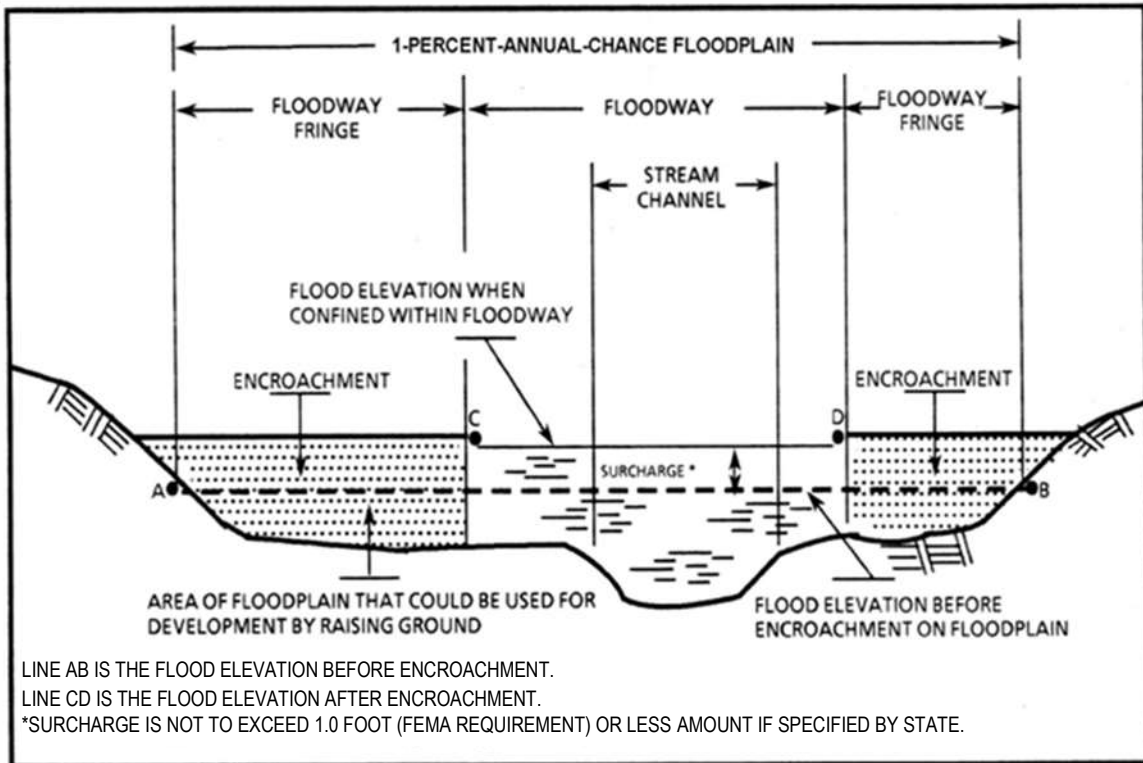 1-PERCENT-ANNUAL-CHANCE FLOODPLAIN
FLOODWAY
FRINGE
FLOODWAY
FLOODWAY
FRINGE
STREAM
CHANNEL
FLOOD ELEVATION WHEN
CONFINED WITHIN FLOODWAY
ENCROACHMENT
ENCROACHMENT
C
D
SURCHARGE *
A
B
AREA OF FLOODPLAIN THAT COULD BE USED FOR
DEVELOPMENT BY RAISING GROUND
FLOOD ELEVATION BEFORE
ENCROACHMENT ON FLOODPLAIN
LINE AB IS THE FLOOD ELEVATION BEFORE ENCROACHMENT.
LINE CD IS THE FLOOD ELEVATION AFTER ENCROACHMENT.
*SURCHARGE IS NOT TO EXCEED 1.0 FOOT (FEMA REQUIREMENT) OR LESS AMOUNT IF SPECIFIED BY STATE.